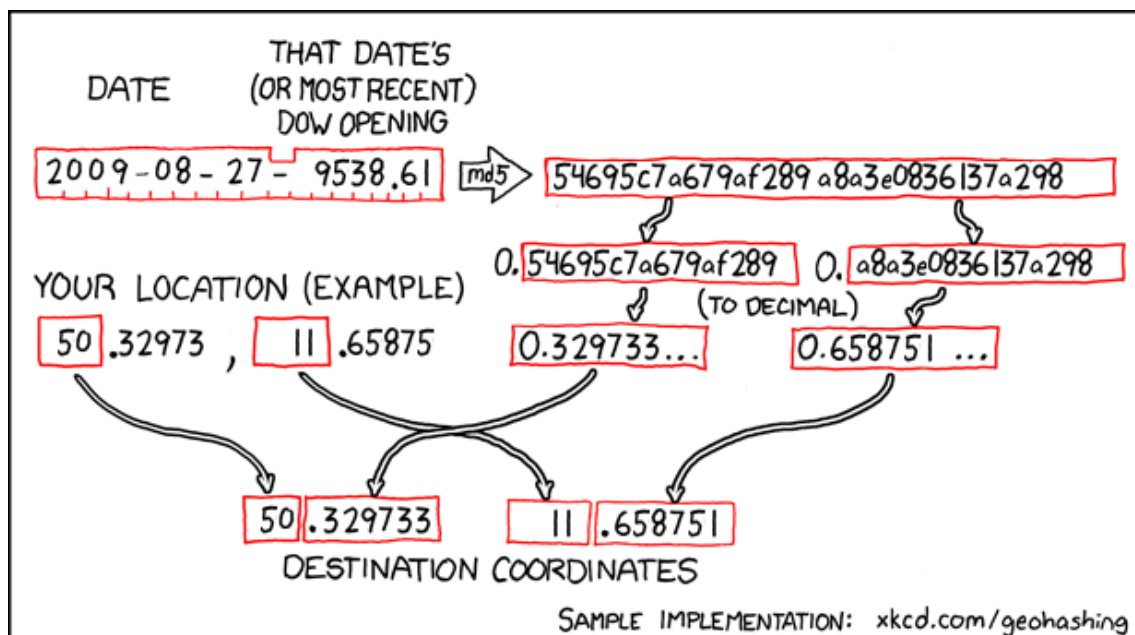 DATE
THAT DATE'S
(OR MOST RECENT)
DOW OPENING
2009-08-27-9538.61
md5
54695c7a679af289a8a3e0836137a298
0.54695c7a679af289
0.a8a3e0836137a298
YOUR LOCATION (EXAMPLE)
(TO DECIMAL)
50.32973, 11.65875
0.329733...
0.658751...
50.329733
11.658751
DESTINATION COORDINATES
SAMPLE IMPLEMENTATION: xkcd.com/geohashing